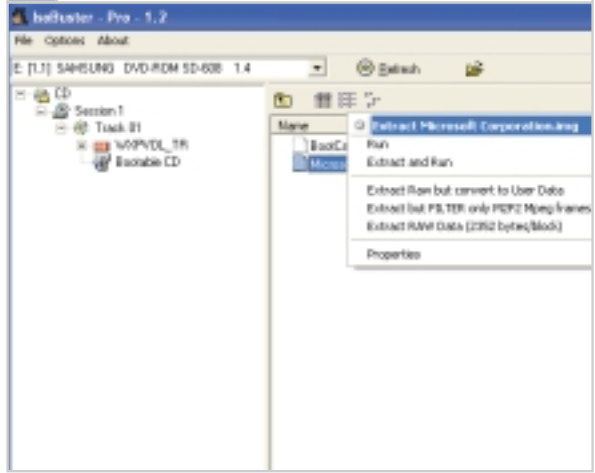 IsoBuster - Pro - 1.2
File Options About
E: [1,1] SAMSUNG DVD-ROM SD-608 1.4
Refresh
CD
Session 1
Track 01
WXPVOL_TR
Bootable CD
Name
BootCa
Microso
Extract Microsoft Corporation.img
Run
Extract and Run
Extract Raw but convert to User Data
Extract but FILTER only M2F2 Mpeg frames
Extract RAW Data (2352 bytes/block)
Properties